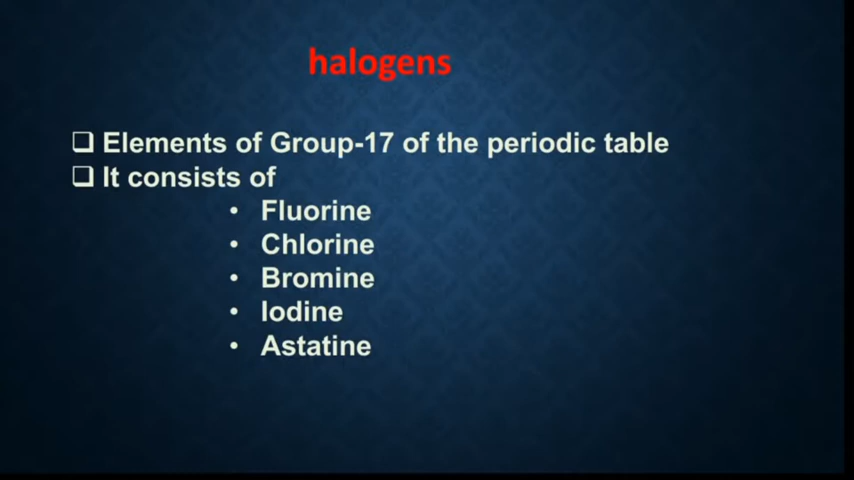 halogens
❑ Elements of Group-17 of the periodic table
❑ It consists of
• Fluorine
• Chlorine
• Bromine
• Iodine
• Astatine